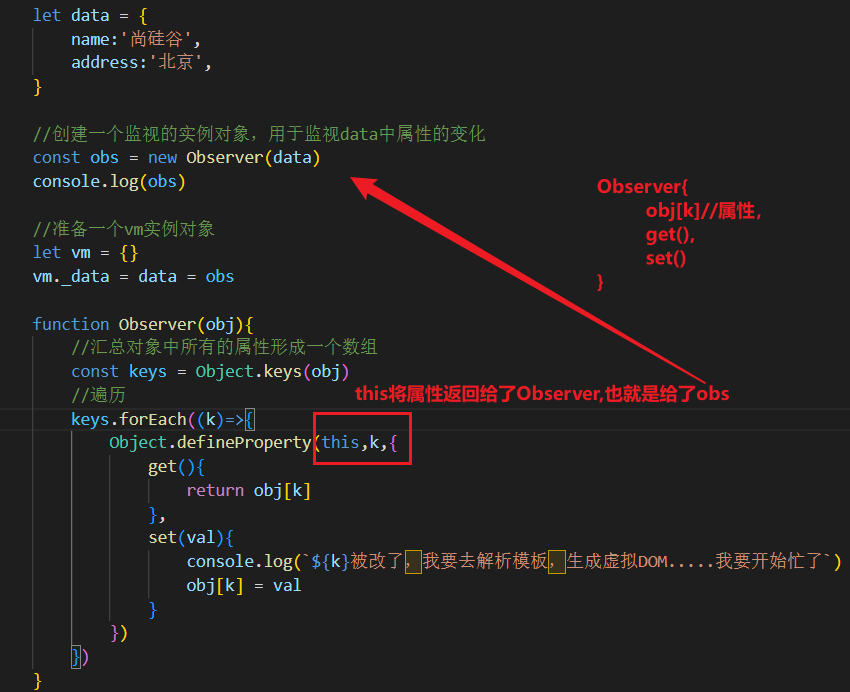 let data = {
name:'尚硅谷',
address:'北京',
}
//创建一个监视的实例对象，用于监视data中属性的变化
const obs = new Observer(data)
console.log(obs)
Observer{
obj[k]//属性,
get(),
set()
}
//准备一个vm实例对象
let vm = {}
vm._data = data = obs
function Observer(obj){
//汇总对象中所有的属性形成一个数组
const keys = Object.keys(obj)
//遍历
this将属性返回给了Observer,也就是给了obs
keys.forEach((k)=>{
Object.defineProperty(this,k,{
get(){
return obj[k]
},
set(val){
console.log(`${k}被改了，我要去解析模板，生成虚拟DOM.....我要开始忙了`)
obj[k] = val
}
})
})
}